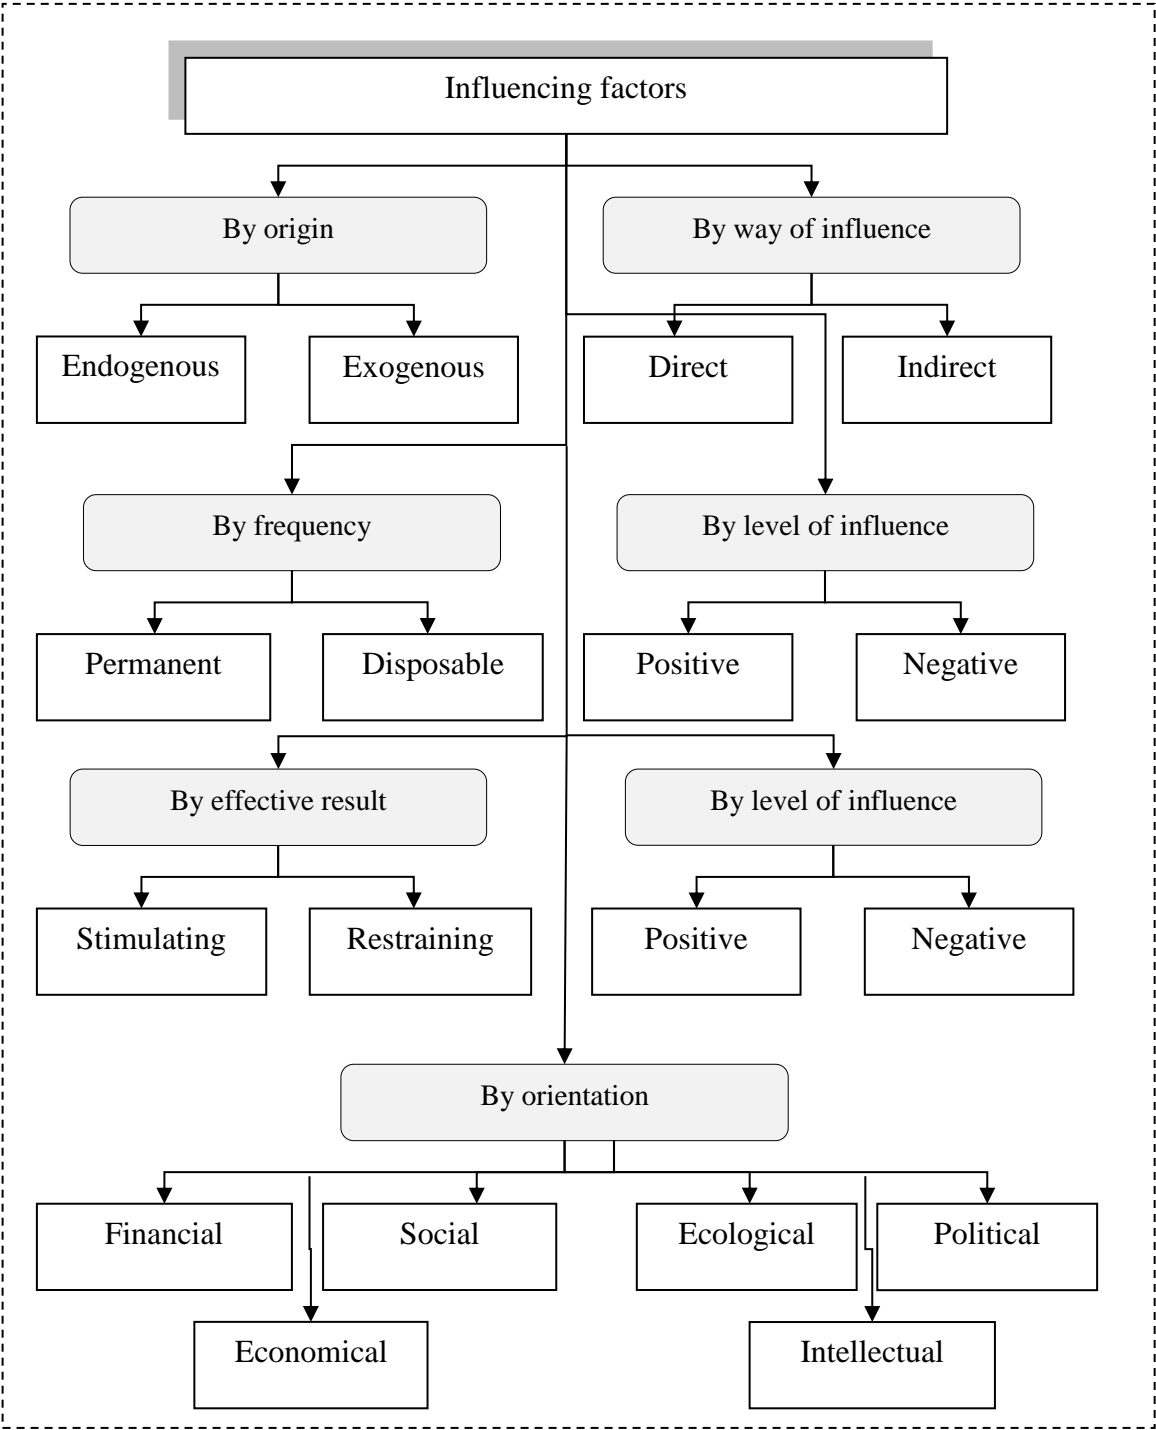 Influencing factors
By origin
By way of influence
Endogenous
Exogenous
Direct
Indirect
By frequency
By level of influence
Permanent
Disposable
Positive
Negative
By effective result
By level of influence
Stimulating
Restraining
Positive
Negative
By orientation
Financial
Social
Ecological
Political
Economical
Intellectual